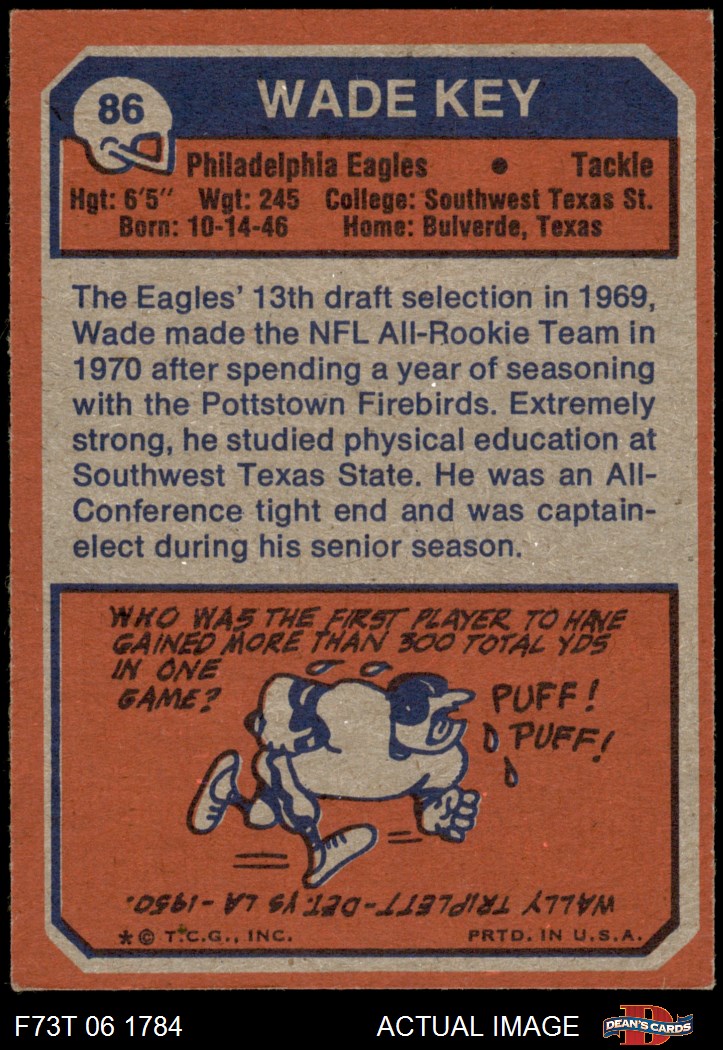 86
WADE KEY
Philadelphia Eagles • Tackle
Hgt: 6'5" Wgt: 245 College: Southwest Texas St.
Born: 10-14-46 Home: Bulverde, Texas
The Eagles' 13th draft selection in 1969,
Wade made the NFL All-Rookie Team in
1970 after spending a year of seasoning
with the Pottstown Firebirds. Extremely
strong, he studied physical education at
Southwest Texas State. He was an All-
Conference tight end and was captain-
elect during his senior season.
WHO WAS THE FIRST PLAYER TO HAVE
GAINED MORE THAN 300 TOTAL YDS
IN ONE
GAME?
PUFF!
PUFF!
WALLY TRIPLETT-DET. VS LA - 1950.
* © T.C.G., INC. PRTD. IN U.S.A.
F73T 06 1784 ACTUAL IMAGE
D
DEAN'S CARDS